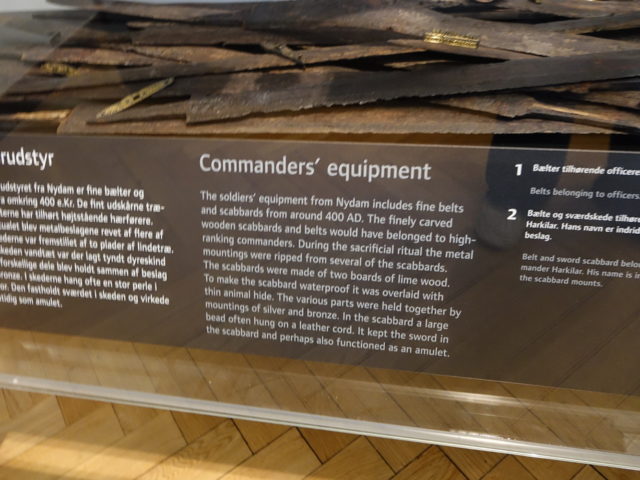 rudstyr
udstyret fra Nydam er fine bælter og
a omkring 400 e.Kr. De fint udskårne træ-
terne har tilhørt højtstående hærførere.
tualet blev metalbeslagene revet af flere af
ederne var fremstillet af to plader af lindetræ.
skeden vandtæt var der lagt tyndt dyreskind
forskellige dele blev holdt sammen af beslag
bronze. I skederne hang ofte en stor perle i
or. Den fastholdt sværdet i skeden og virkede
tidig som amulet.
Commanders' equipment
The soldiers' equipment from Nydam includes fine belts
and scabbards from around 400 AD. The finely carved
wooden scabbards and belts would have belonged to high-
ranking commanders. During the sacrificial ritual the metal
mountings were ripped from several of the scabbards.
The scabbards were made of two boards of lime wood.
To make the scabbard waterproof it was overlaid with
thin animal hide. The various parts were held together by
mountings of silver and bronze. In the scabbard a large
bead often hung on a leather cord. It kept the sword in
the scabbard and perhaps also functioned as an amulet.
1 Bælter tilhørende officere
Belts belonging to officers
2 Bælte og sværdskede tilhøre
Harkilar. Hans navn er indrid
beslag.
Belt and sword scabbard belon
mander Harkilar. His name is in
the scabbard mounts.